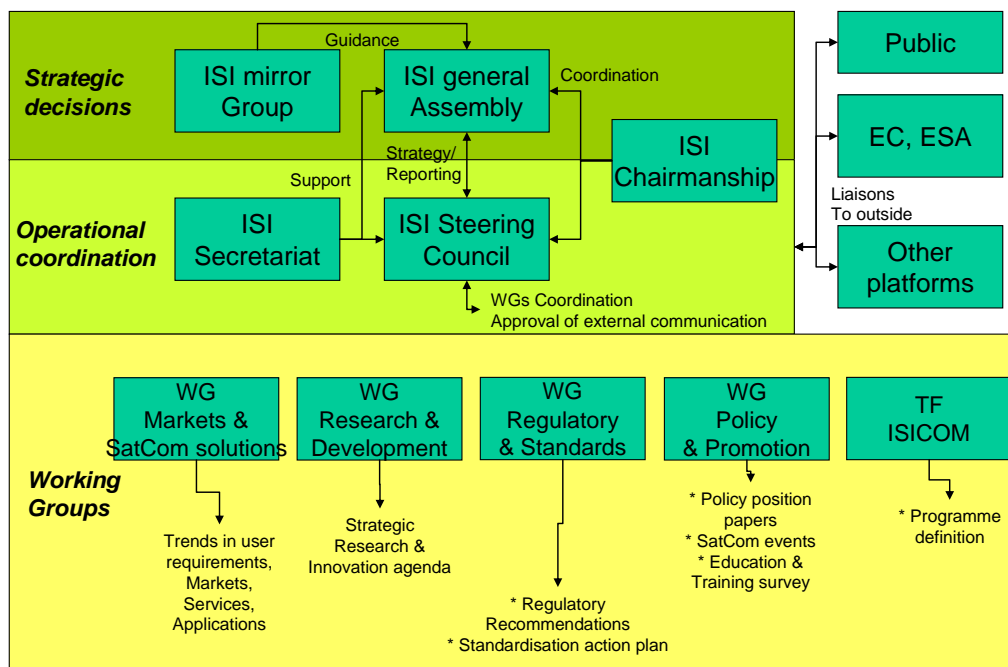 Strategic
decisions
Guidance
ISI mirror
Group
ISI general
Assembly
Coordination
Strategy/
Reporting
Support
ISI
Chairmanship
Operational
coordination
ISI
Secretariat
ISI Steering
Council
WGs Coordination
Approval of external communication
Public
EC, ESA
Liaisons
To outside
Other
platforms
Working
Groups
WG
Markets &
SatCom solutions
WG
Research &
Development
WG
Regulatory
& Standards
WG
Policy
& Promotion
TF
ISICOM
Trends in user
requirements,
Markets,
Services,
Applications
Strategic
Research &
Innovation agenda
* Regulatory
Recommendations
* Standardisation action plan
* Policy position
papers
* SatCom events
* Education &
Training survey
* Programme
definition